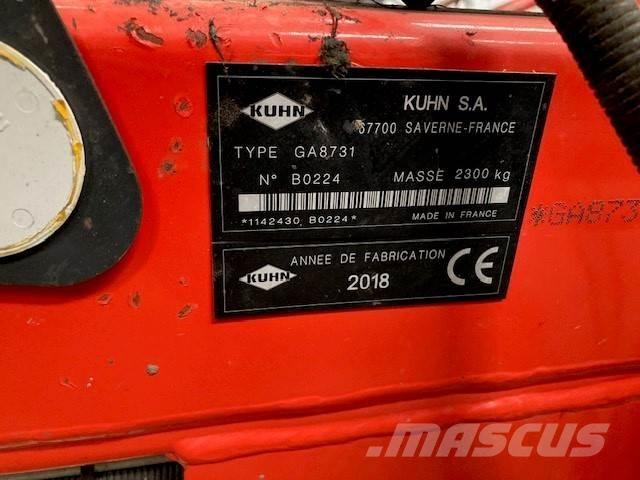 KUHN
KUHN S.A.
67700 SAVERNE-FRANCE
TYPE GA8731
N° B0224 MASSE 2300 kg
*1142430 B0224*
MADE IN FRANCE
*GA873
KUHN
ANNEE DE FABRICATION
2018
CE
MASCUS